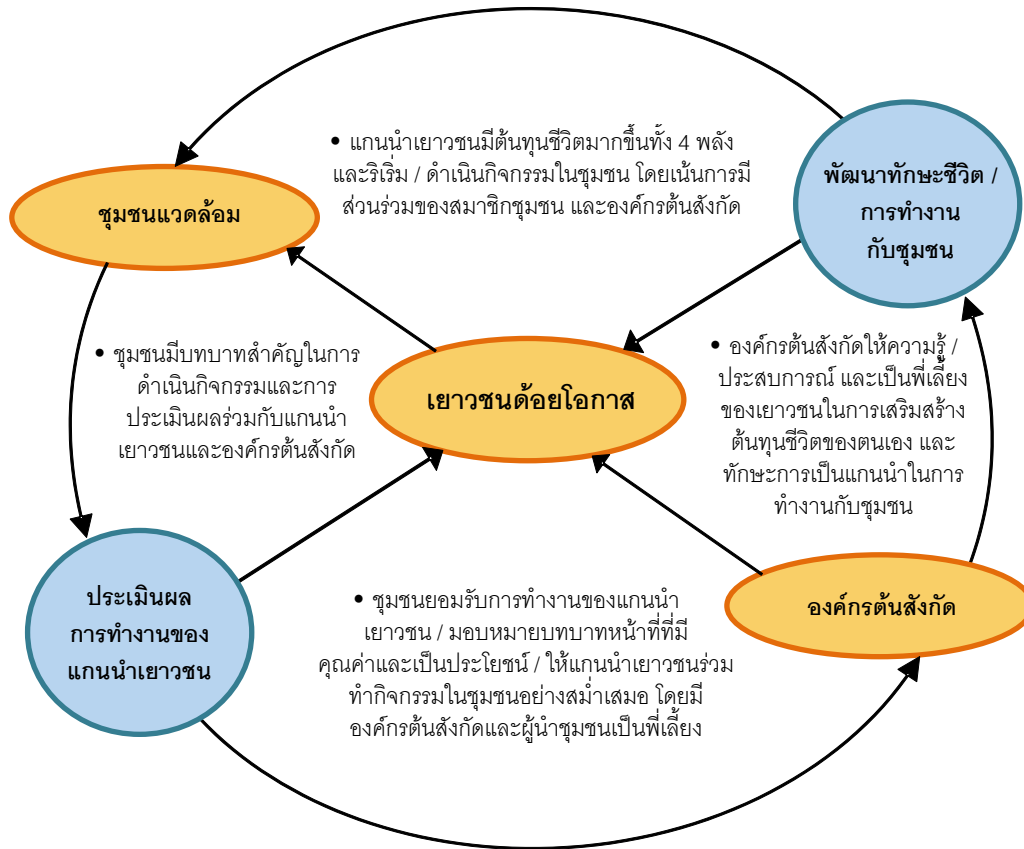 • แกนนำเยาวชนมีต้นทุนชีวิตมากขึ้นทั้ง 4 พลัง
และริเริ่ม / ดำเนินกิจกรรมในชุมชน โดยเน้นการมี
ส่วนร่วมของสมาชิกชุมชน และองค์กรต้นสังกัด
พัฒนาทักษะชีวิต /
การทำงาน
กับชุมชน
ชุมชนแวดล้อม
• ชุมชนมีบทบาทสำคัญในการ
ดำเนินกิจกรรมและการ
ประเมินผลร่วมกับแกนนำ
เยาวชนและองค์กรต้นสังกัด
เยาวชนด้อยโอกาส
• องค์กรต้นสังกัดให้ความรู้ /
ประสบการณ์ และเป็นพี่เลี้ยง
ของเยาวชนในการเสริมสร้าง
ต้นทุนชีวิตของตนเอง และ
ทักษะการเป็นแกนนำในการ
ทำงานกับชุมชน
ประเมินผล
การทำงานของ
แกนนำเยาวชน
• ชุมชนยอมรับการทำงานของแกนนำ
เยาวชน / มอบหมายบทบาทหน้าที่ที่มี
คุณค่าและเป็นประโยชน์ / ให้แกนนำเยาวชนร่วม
ทำกิจกรรมในชุมชนอย่างสม่ำเสมอ โดยมี
องค์กรต้นสังกัดและผู้นำชุมชนเป็นพี่เลี้ยง
องค์กรต้นสังกัด